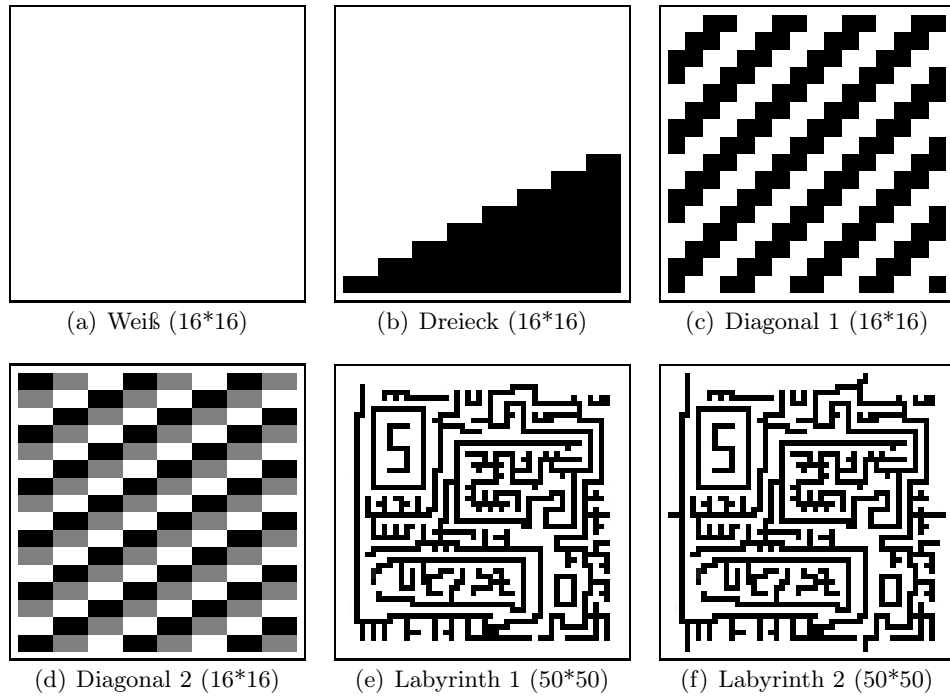 (a) Weiß (16*16)
(b) Dreieck (16*16)
(c) Diagonal 1 (16*16)
(d) Diagonal 2 (16*16)
(e) Labyrinth 1 (50*50)
(f) Labyrinth 2 (50*50)